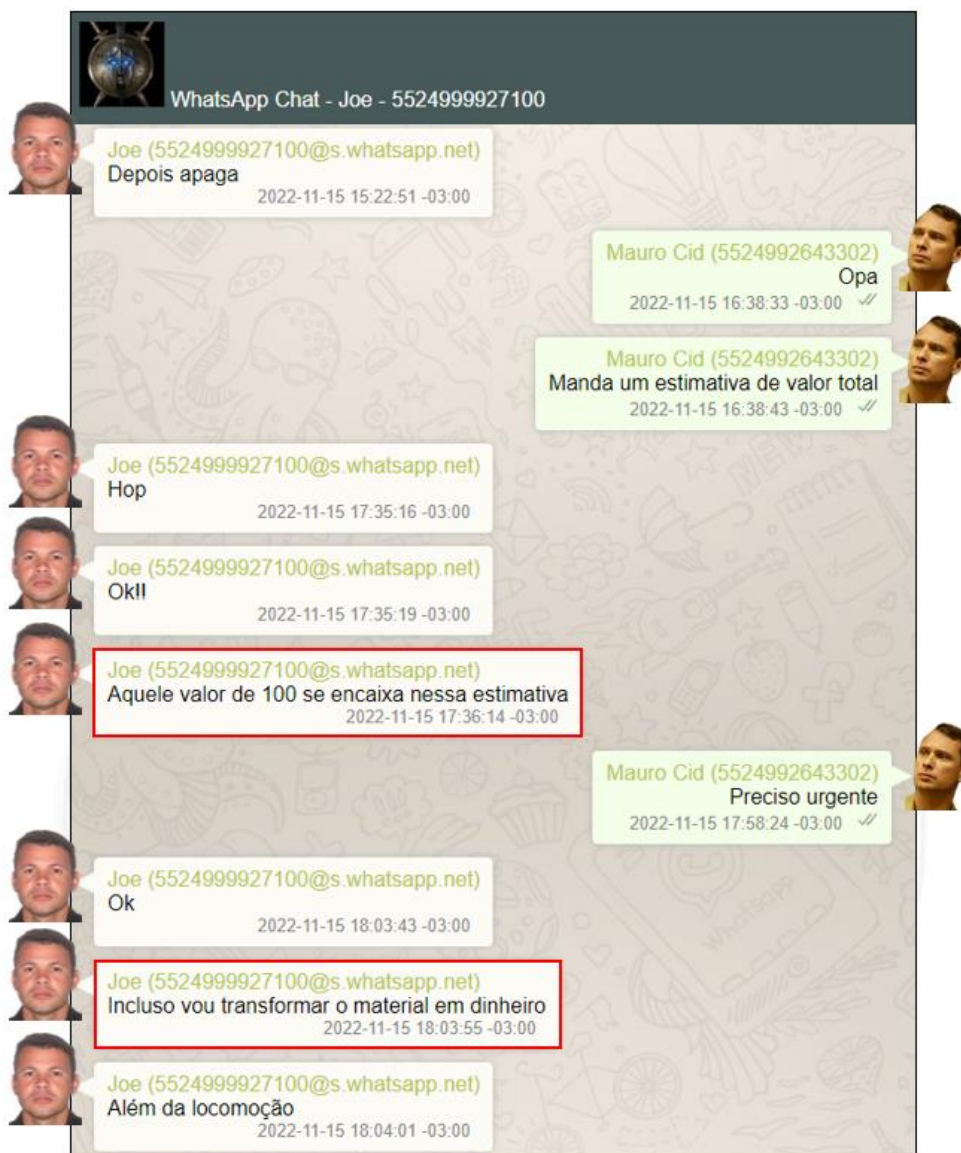 WhatsApp Chat - Joe - 5524999927100
Joe (5524999927100@s.whatsapp.net)
Depois apaga
2022-11-15 15:22:51 -03:00
Mauro Cid (5524992643302)
Opa
2022-11-15 16:38:33 -03:00
Mauro Cid (5524992643302)
Manda um estimativa de valor total
2022-11-15 16:38:43 -03:00
Joe (5524999927100@s.whatsapp.net)
Hop
2022-11-15 17:35:16 -03:00
Joe (5524999927100@s.whatsapp.net)
Ok!!
2022-11-15 17:35:19 -03:00
Joe (5524999927100@s.whatsapp.net)
Aquele valor de 100 se encaixa nessa estimativa
2022-11-15 17:36:14 -03:00
Mauro Cid (5524992643302)
Preciso urgente
2022-11-15 17:58:24 -03:00
Joe (5524999927100@s.whatsapp.net)
Ok
2022-11-15 18:03:43 -03:00
Joe (5524999927100@s.whatsapp.net)
Incluso vou transformar o material em dinheiro
2022-11-15 18:03:55 -03:00
Joe (5524999927100@s.whatsapp.net)
Além da locomoção
2022-11-15 18:04:01 -03:00
WhatsApp